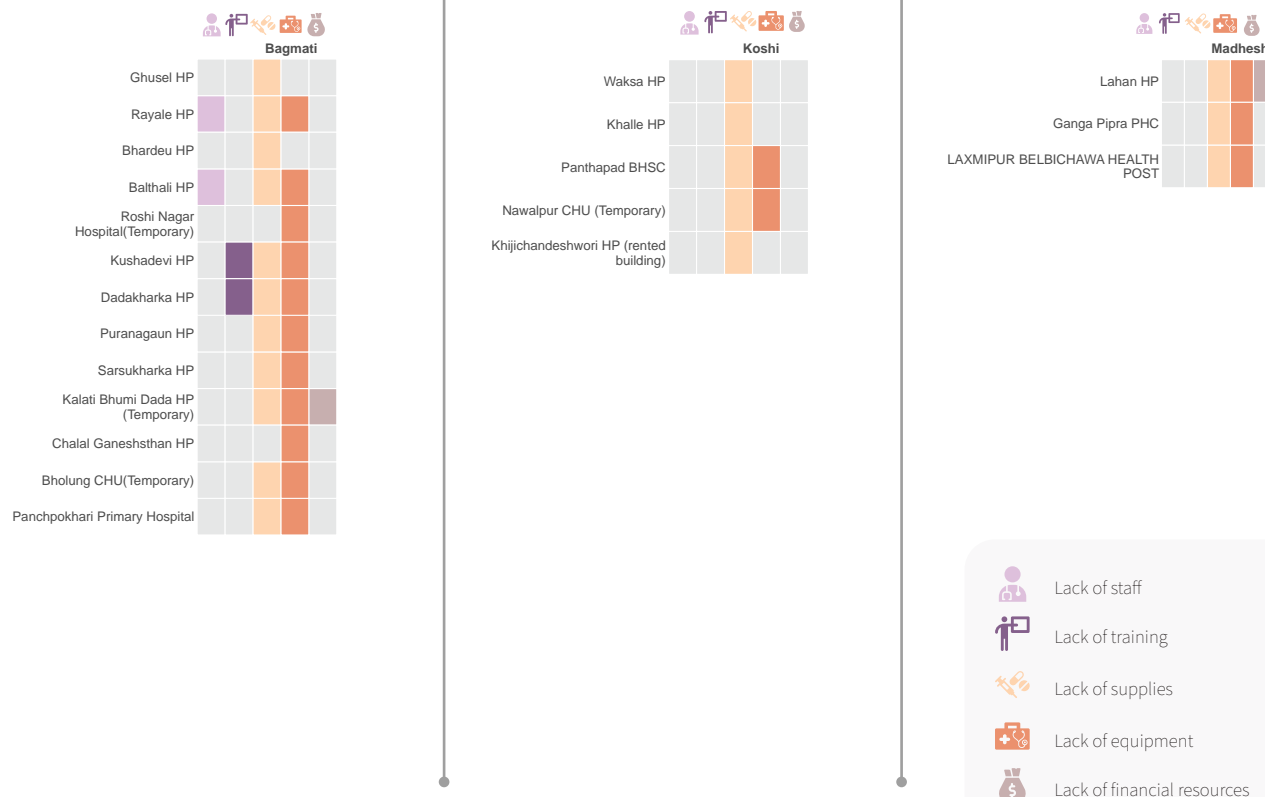 Bagmati
Ghusel HP
Rayale HP
Bhardeu HP
Balthali HP
Roshi Nagar
Hospital(Temporary)
Kushadevi HP
Dadakharka HP
Puranagaun HP
Sarsukharka HP
Kalati Bhumi Dada HP
(Temporary)
Chalal Ganeshsthan HP
Bholung CHU(Temporary)
Panchpokhari Primary Hospital
Koshi
Waksa HP
Khalle HP
Panthapad BHSC
Nawalpur CHU (Temporary)
Khijichandeshwori HP (rented
building)
Madhesh
Lahan HP
Ganga Pipra PHC
LAXMIPUR BELBICHAWA HEALTH
POST
Lack of staff
Lack of training
Lack of supplies
Lack of equipment
Lack of financial resources